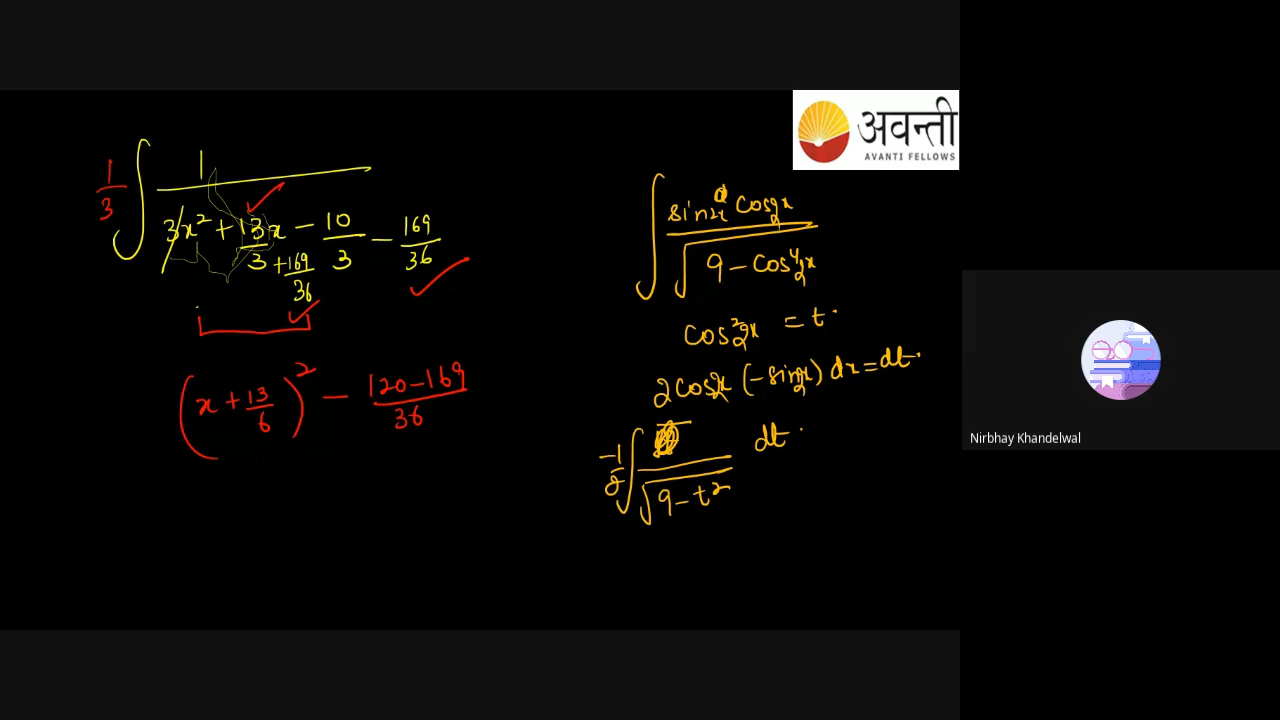 अवन्ती
AVANTI FELLOWS
1/3 ∫ 1
3x² + 13/3 x + 169/36 − 10/3 − 169/36
(x + 13/6)² − (120 − 169)/36
∫ sin2x cos2x
√(9 − cos⁴2x)
cos²2x = t
2cos2x (−sin2x) dx = dt
−1/8 ∫ dt
√(9 − t²)
Nirbhay Khandelwal